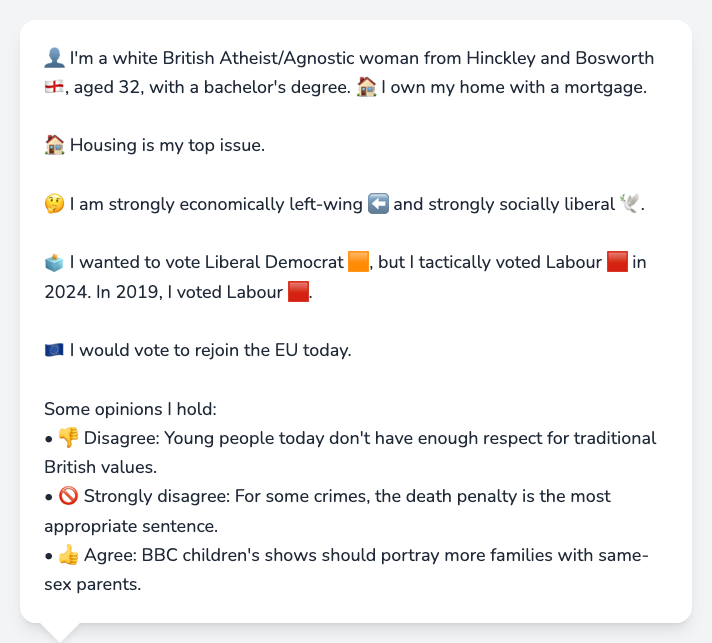 👤 I'm a white British Atheist/Agnostic woman from Hinckley and Bosworth
🏴󠁧󠁢󠁥󠁮󠁧󠁿, aged 32, with a bachelor's degree. 🏠 I own my home with a mortgage.
🏠 Housing is my top issue.
🤔 I am strongly economically left-wing ⬅️ and strongly socially liberal 🕊️.
🗳️ I wanted to vote Liberal Democrat 🟧, but I tactically voted Labour 🟥 in
2024. In 2019, I voted Labour 🟥.
🇪🇺 I would vote to rejoin the EU today.
Some opinions I hold:
• 👎 Disagree: Young people today don't have enough respect for traditional
British values.
• 🚫 Strongly disagree: For some crimes, the death penalty is the most
appropriate sentence.
• 👍 Agree: BBC children's shows should portray more families with same-
sex parents.